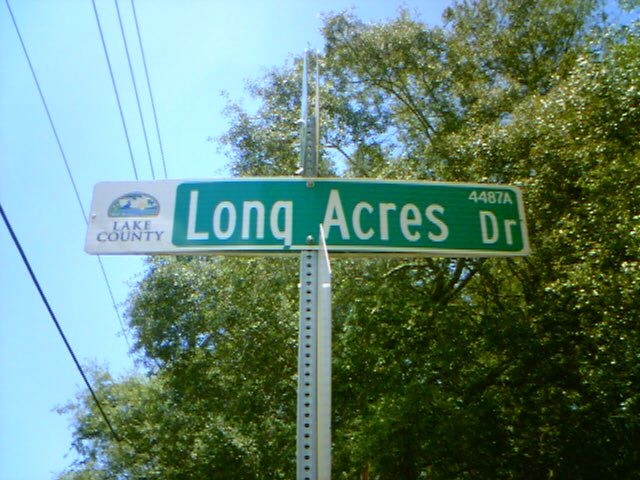 LAKE
COUNTY
Long Acres Dr
4487A